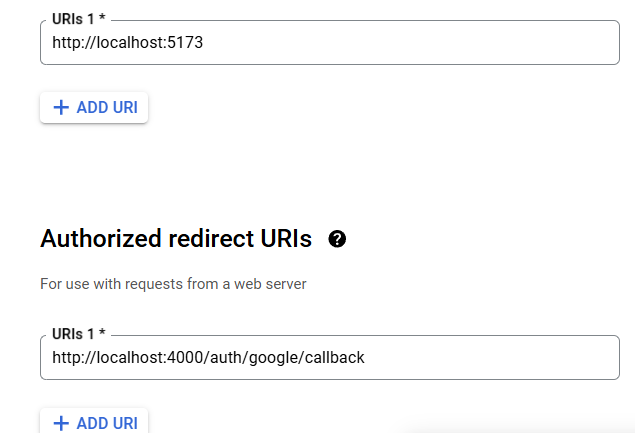 URIs 1 *
http://localhost:5173
+ ADD URI
Authorized redirect URIs ?
For use with requests from a web server
URIs 1 *
http://localhost:4000/auth/google/callback
+ ADD URI